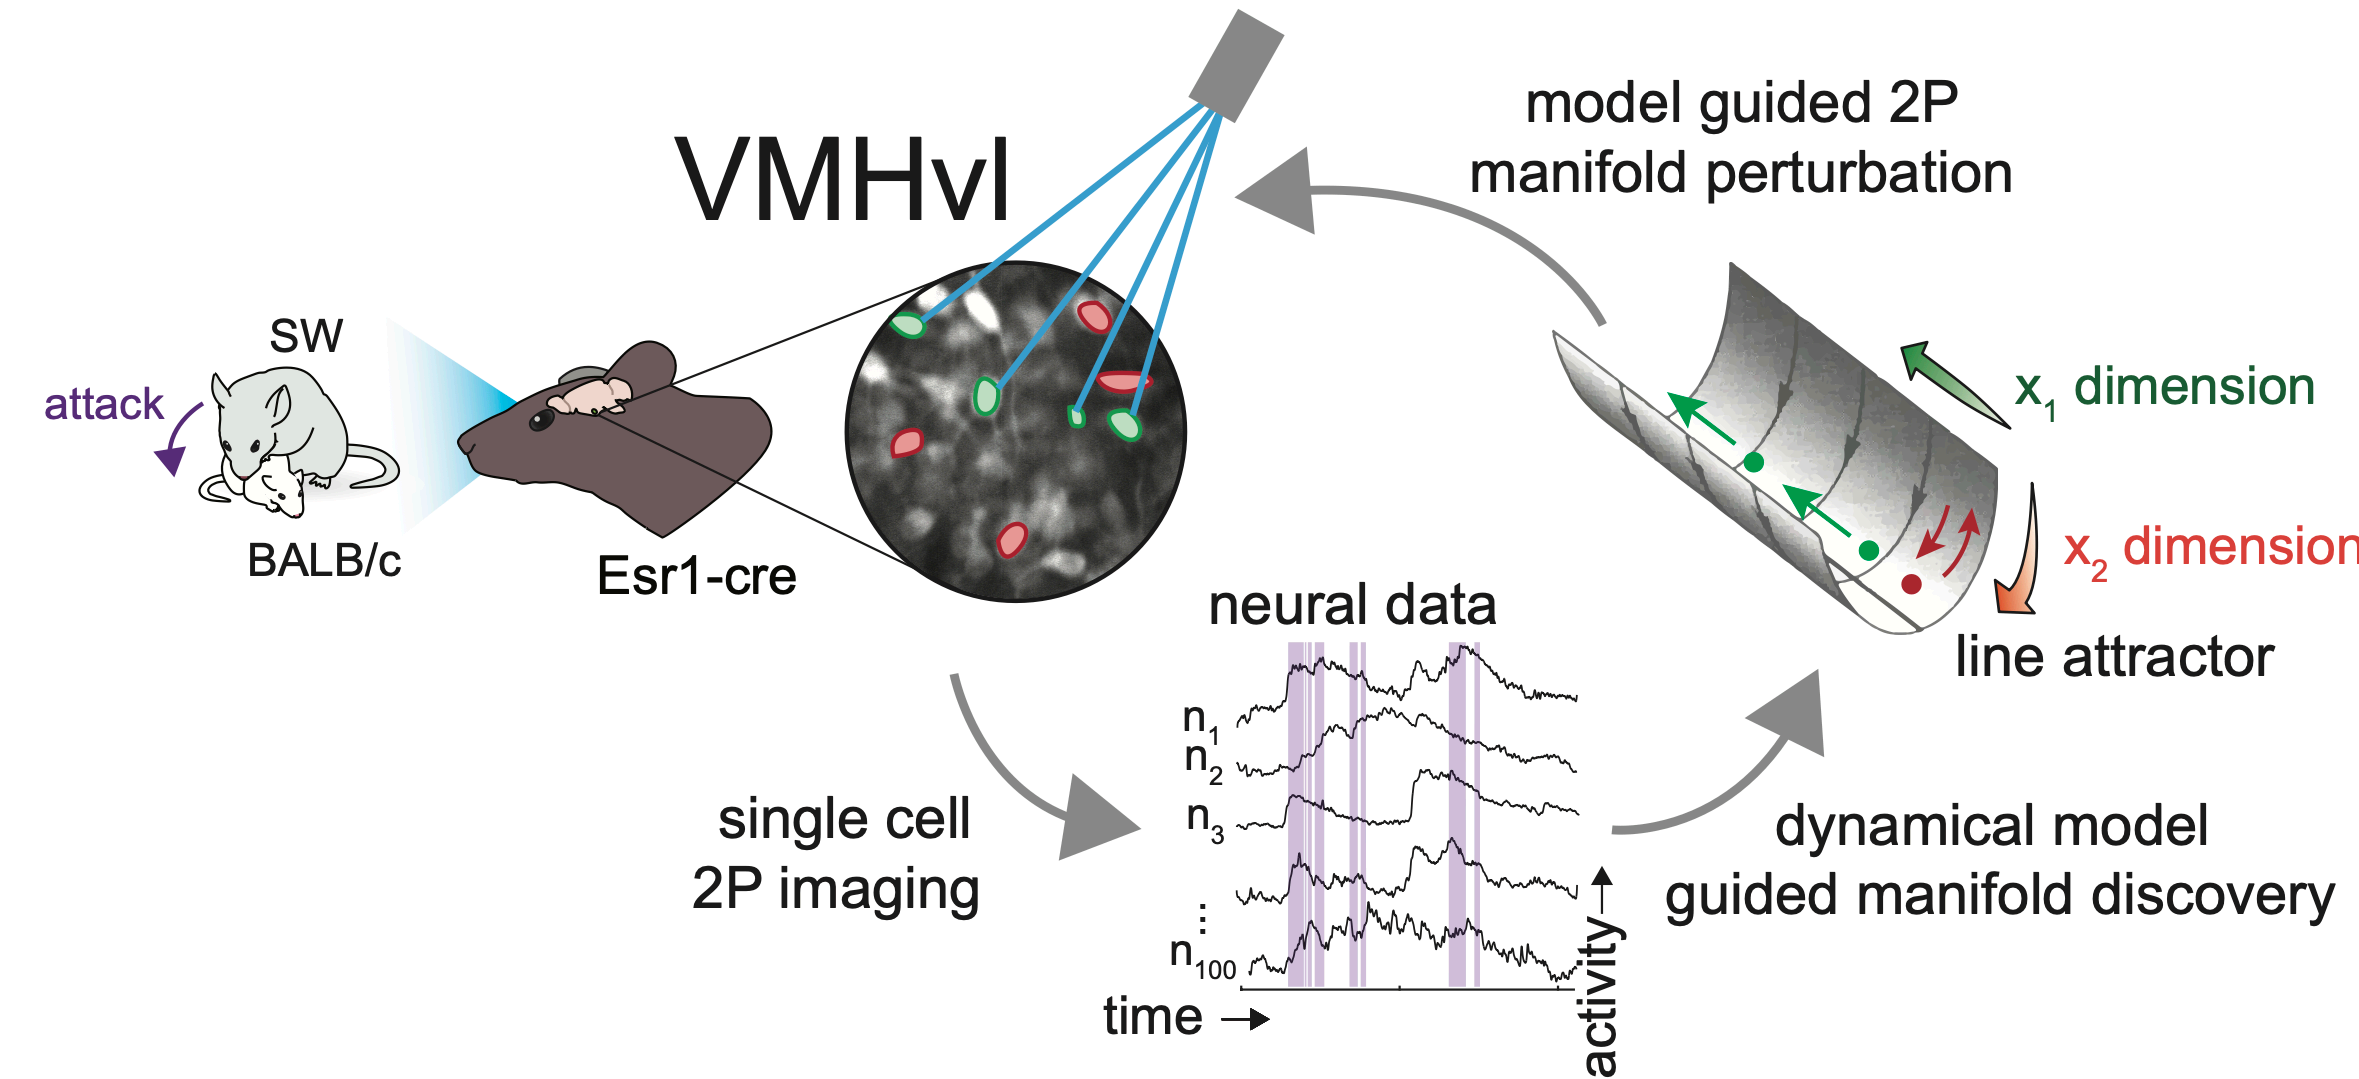 VMHvl
model guided 2P
manifold perturbation
SW
attack
BALB/c
Esr1-cre
x1 dimension
x2 dimension
line attractor
neural data
n1
n2
n3
⋮
n100
time
activity
single cell
2P imaging
dynamical model
guided manifold discovery